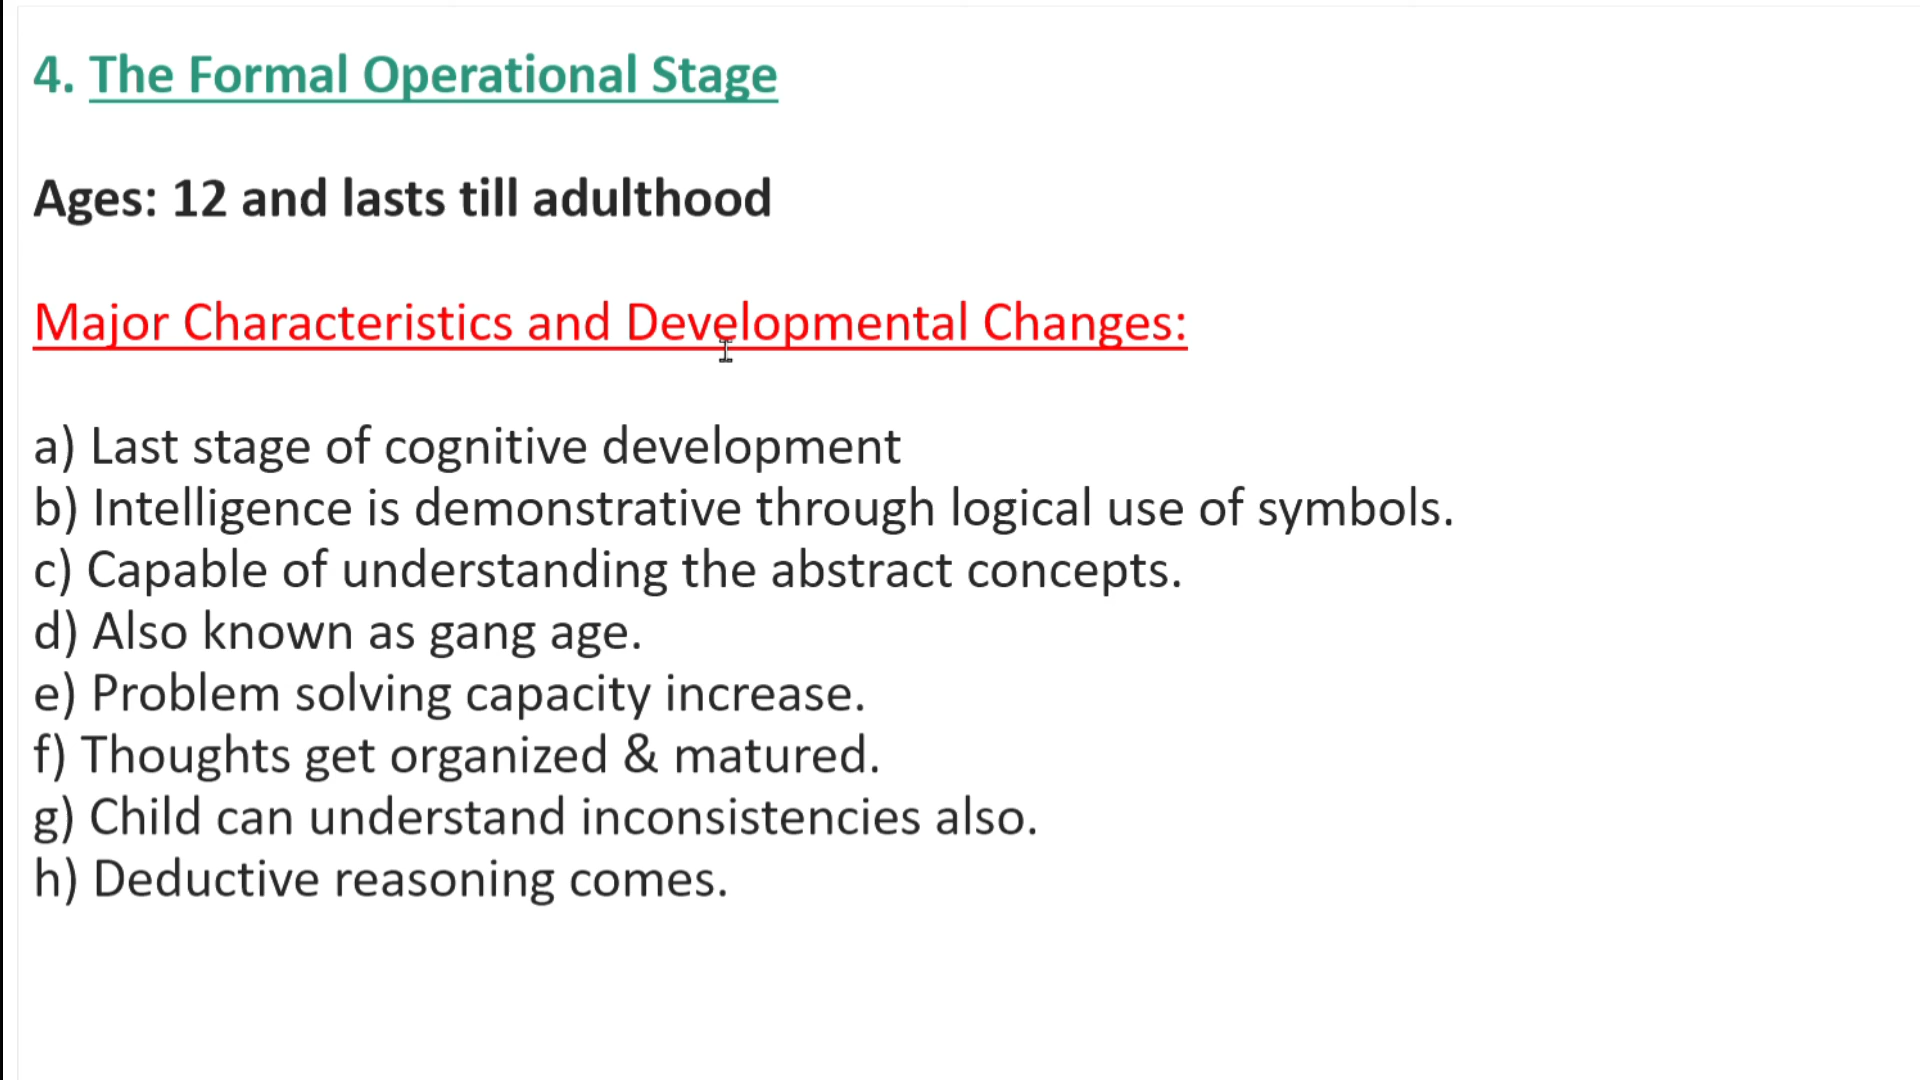 4. The Formal Operational Stage
Ages: 12 and lasts till adulthood
Major Characteristics and Developmental Changes:
a) Last stage of cognitive development
b) Intelligence is demonstrative through logical use of symbols.
c) Capable of understanding the abstract concepts.
d) Also known as gang age.
e) Problem solving capacity increase.
f) Thoughts get organized & matured.
g) Child can understand inconsistencies also.
h) Deductive reasoning comes.